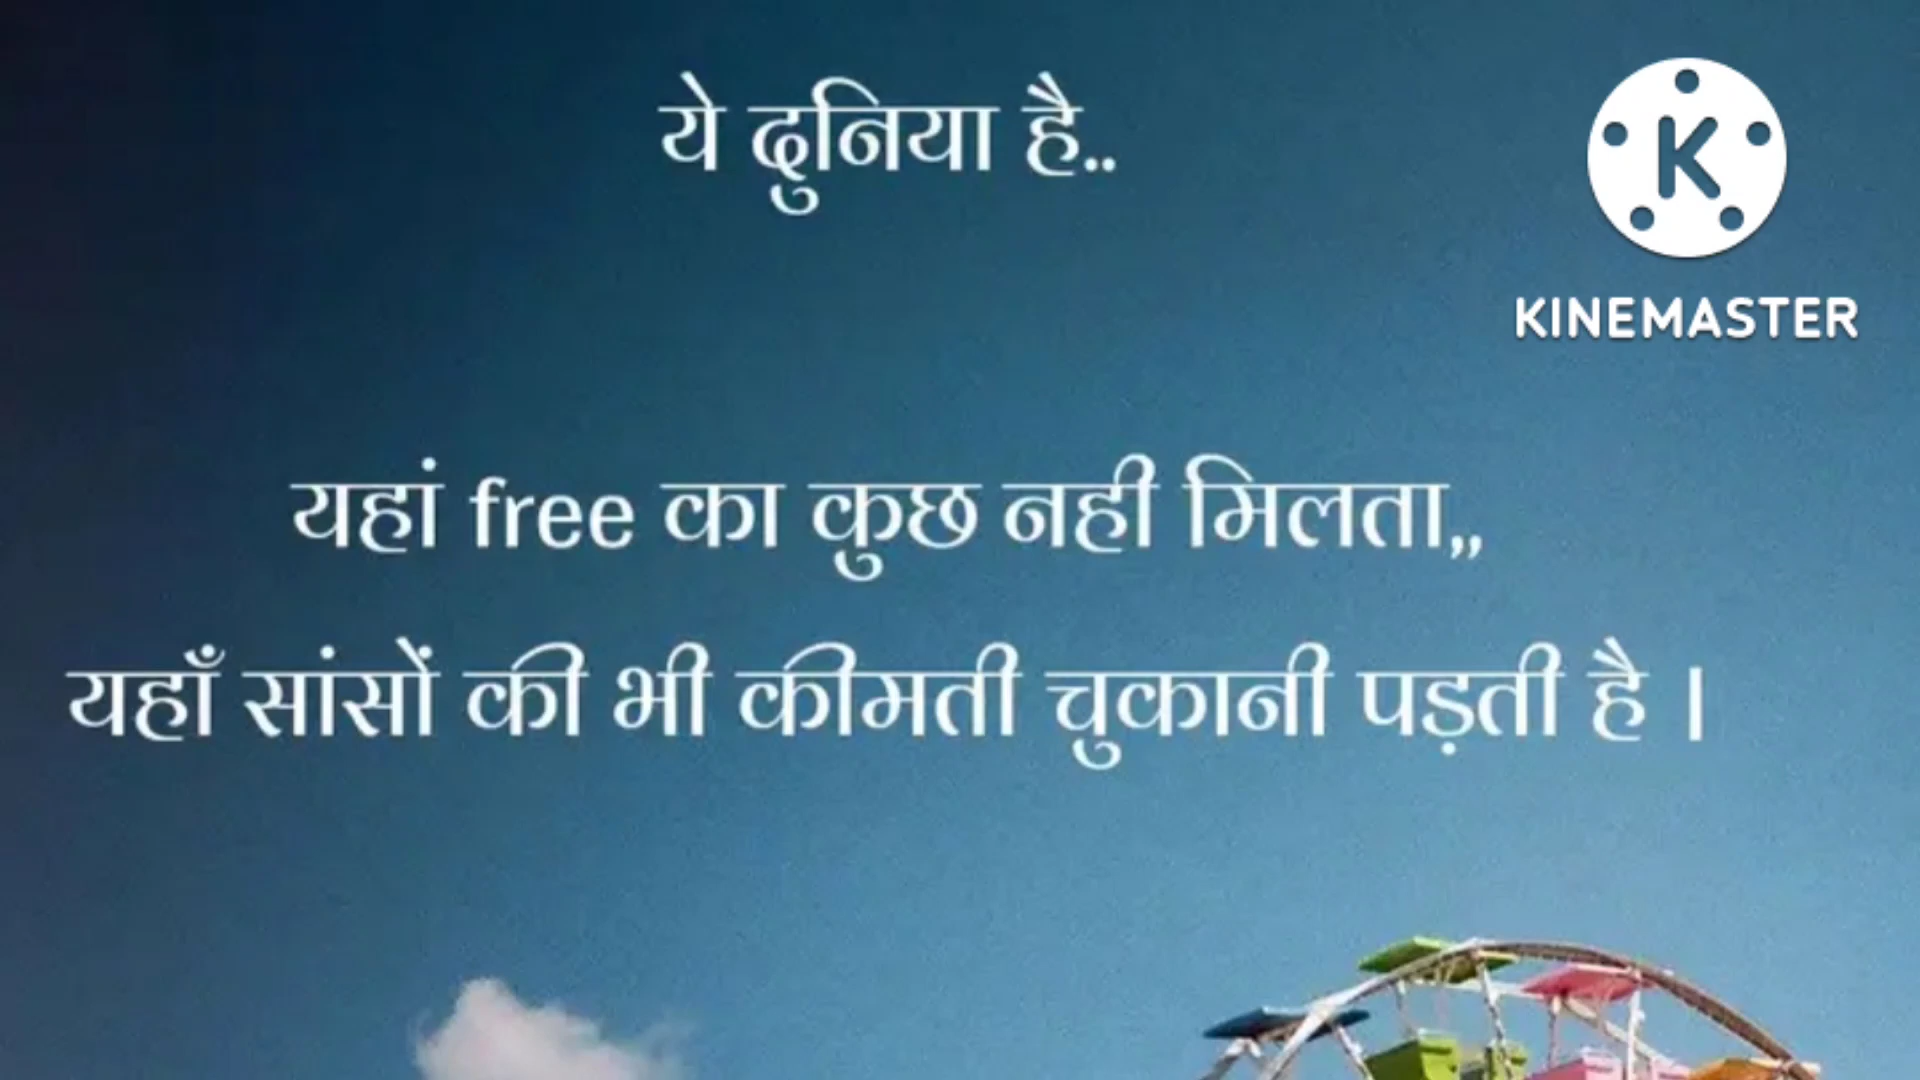 ये दुनिया है..
KINEMASTER
यहां free का कुछ नही मिलता,,
यहाँ सांसों की भी कीमती चुकानी पड़ती है ।